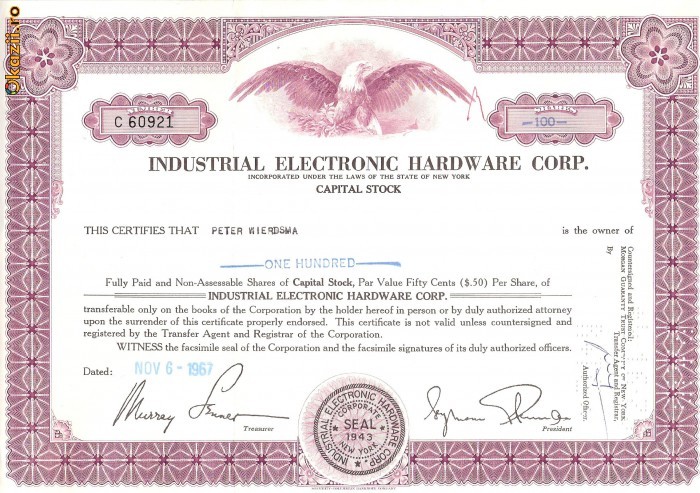 Okazii.ro
C 60921
-100-
INDUSTRIAL ELECTRONIC HARDWARE CORP.
INCORPORATED UNDER THE LAWS OF THE STATE OF NEW YORK
CAPITAL STOCK
THIS CERTIFIES THAT PETER WIERDSMA is the owner of
ONE HUNDRED
Fully Paid and Non-Assessable Shares of Capital Stock, Par Value Fifty Cents ($.50) Per Share, of
INDUSTRIAL ELECTRONIC HARDWARE CORP.
transferable only on the books of the Corporation by the holder hereof in person or by duly authorized attorney
upon the surrender of this certificate properly endorsed. This certificate is not valid unless countersigned and
registered by the Transfer Agent and Registrar of the Corporation.
WITNESS the facsimile seal of the Corporation and the facsimile signatures of its duly authorized officers.
Dated: NOV 6 - 1967
Murray
Treasurer
INDUSTRIAL ELECTRONIC HARDWARE CORP.
CORPORATE
SEAL
1943
NEW YORK
Seymour
President
Countersigned and Registered:
MORGAN GUARANTY TRUST COMPANY OF NEW YORK
Transfer Agent and Registrar,
By
Authorized Officer.